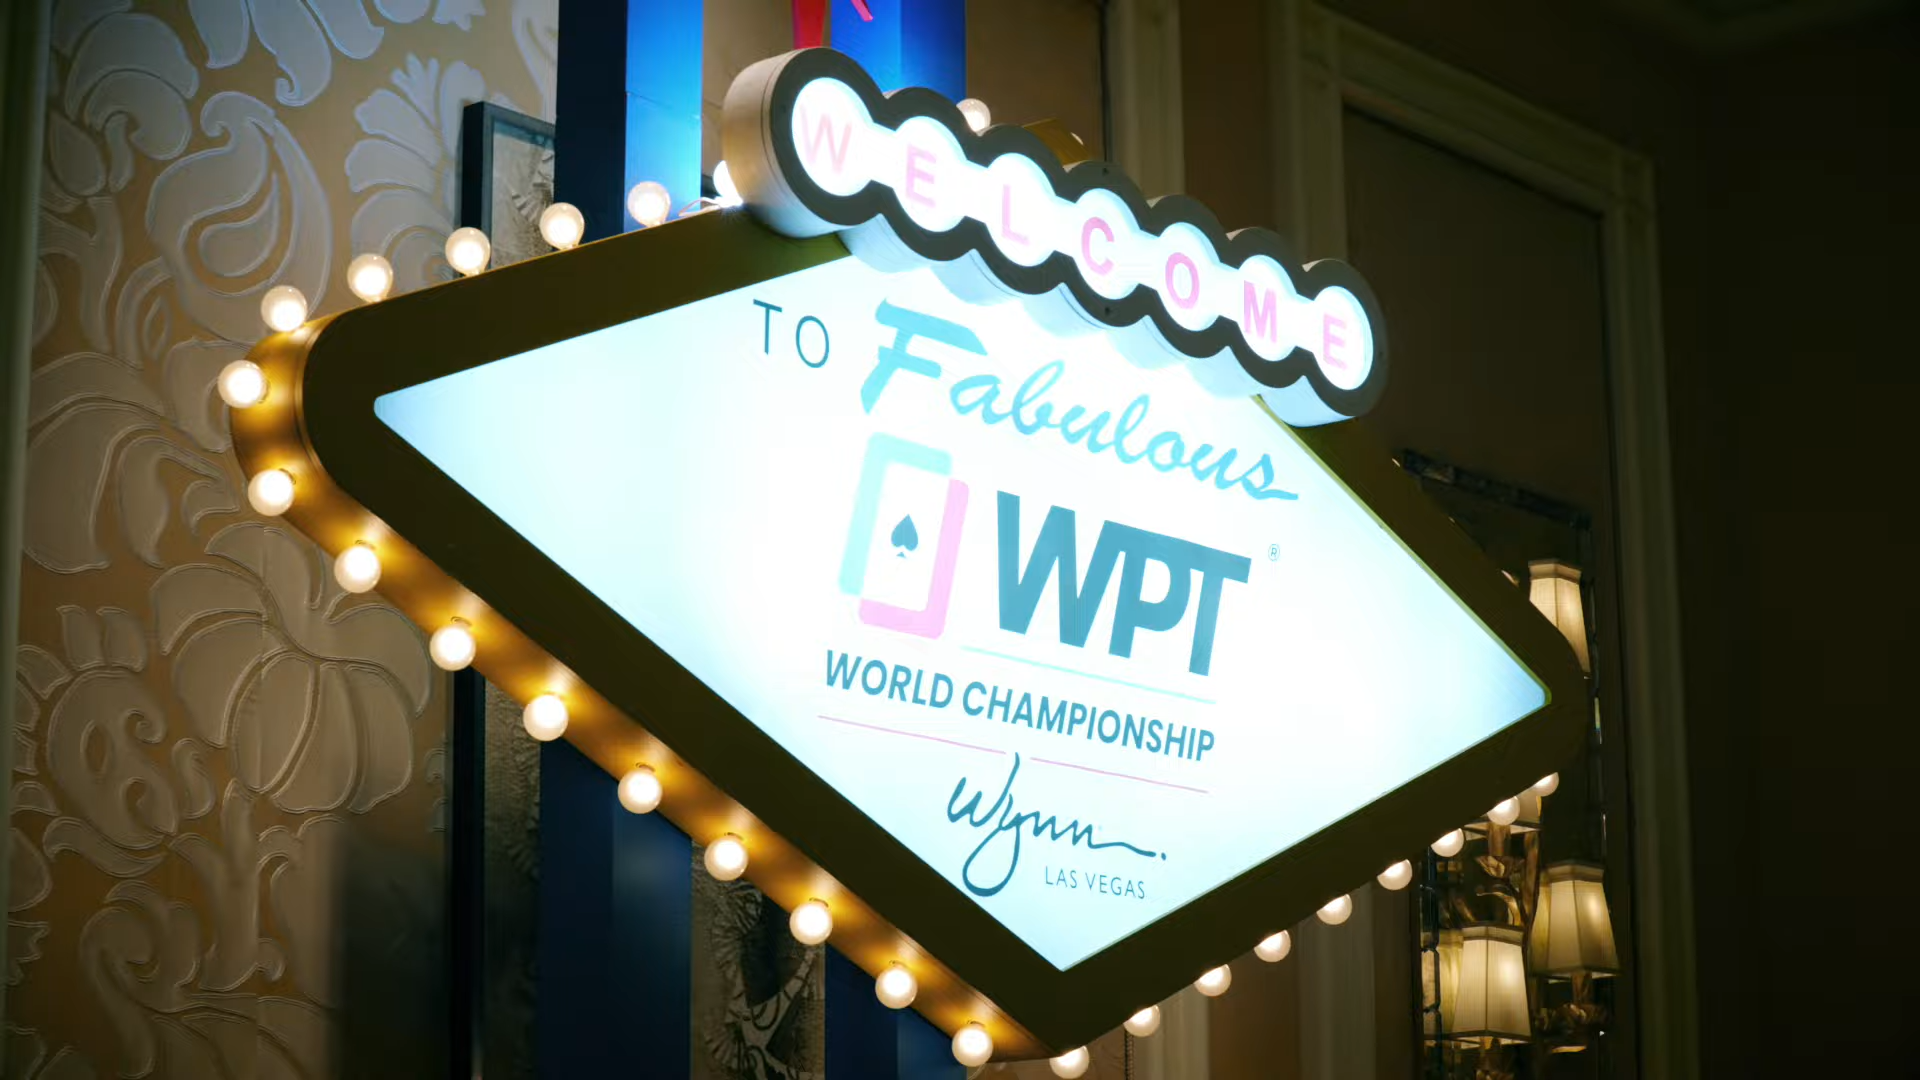 WELCOME
TO Fabulous
WPT®
WORLD CHAMPIONSHIP
Wynn.
LAS VEGAS